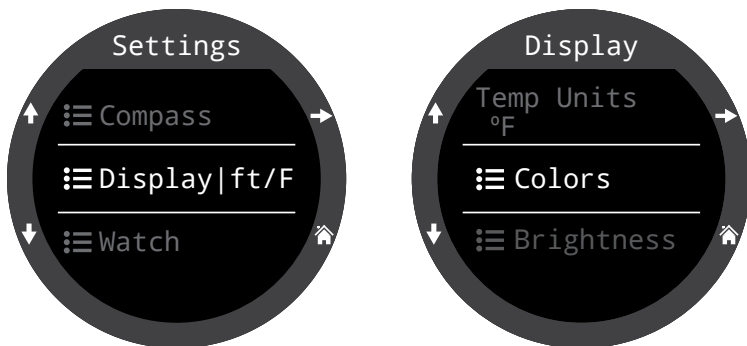 Settings
Compass
Display|ft/F
Watch
Display
Temp Units
ºF
Colors
Brightness